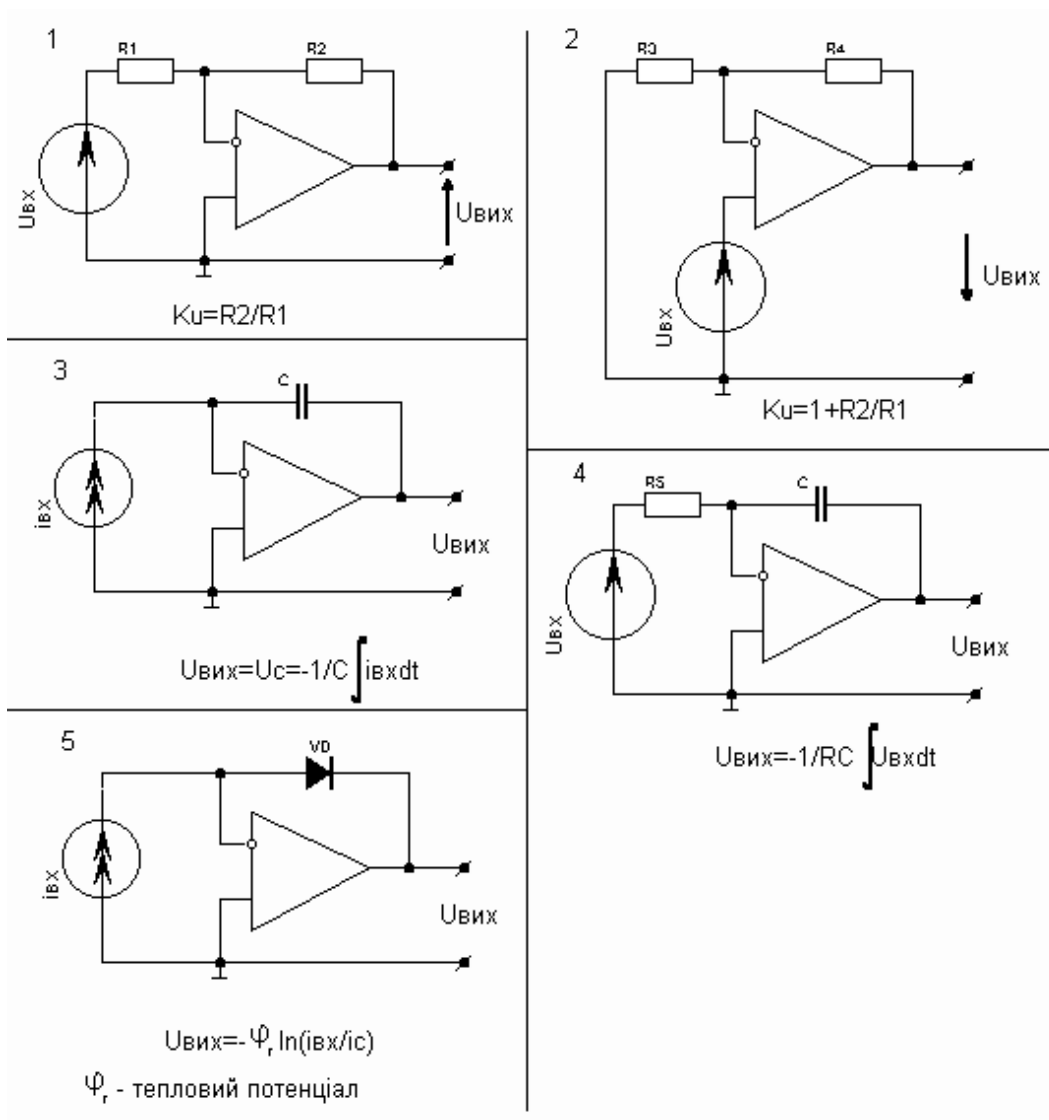 1
R1
R2
Uвх
Uвих
Ku=R2/R1
2
R3
R4
Uвх
Uвих
Ku=1+R2/R1
3
C
iвх
Uвих
Uвих=Uc=-1/C ∫iвхdt
4
R5
C
Uвх
Uвих
Uвих=-1/RC ∫Uвхdt
5
VD
iвх
Uвих
Uвих=-φт ln(iвх/ic)
φт - тепловий потенціал